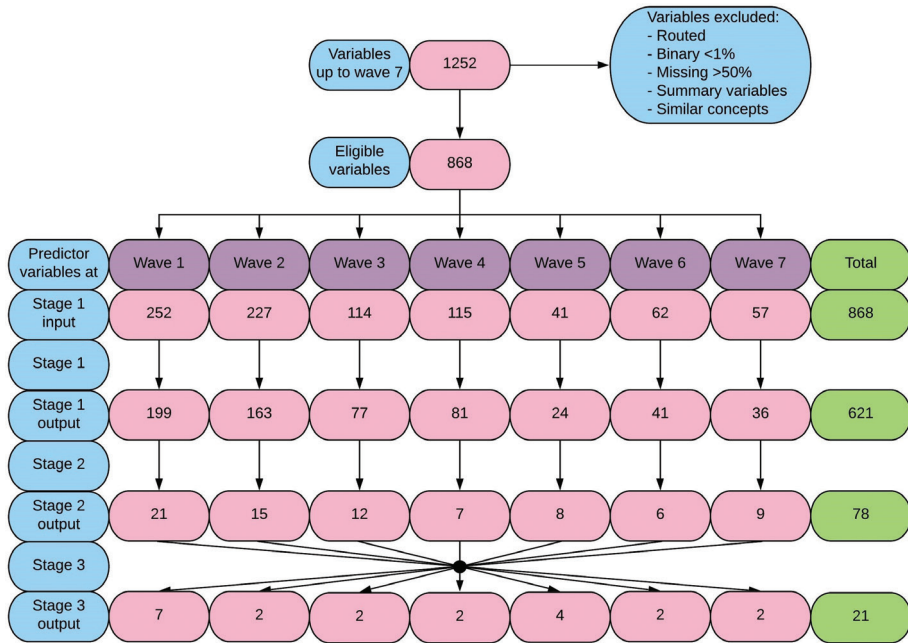 Variables
up to wave 7
1252
Variables excluded:
- Routed
- Binary <1%
- Missing >50%
- Summary variables
- Similar concepts
Eligible
variables
868
Predictor
variables at
Wave 1
Wave 2
Wave 3
Wave 4
Wave 5
Wave 6
Wave 7
Total
Stage 1
input
252
227
114
115
41
62
57
868
Stage 1
Stage 1
output
199
163
77
81
24
41
36
621
Stage 2
Stage 2
output
21
15
12
7
8
6
9
78
Stage 3
Stage 3
output
7
2
2
2
4
2
2
21